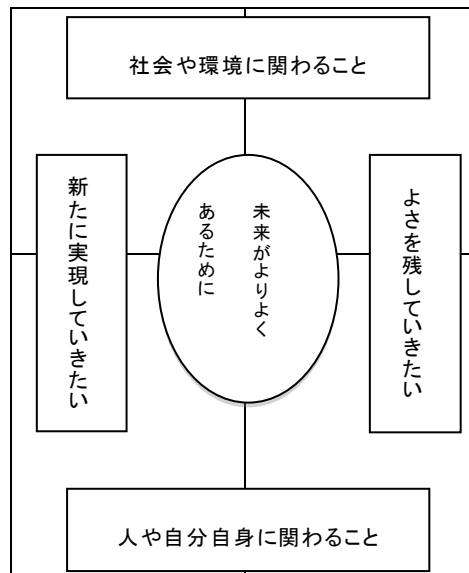 社会や環境に関わること
よさを残していきたい
未来がよりよく
あるために
新たに実現していきたい
人や自分自身に関わること